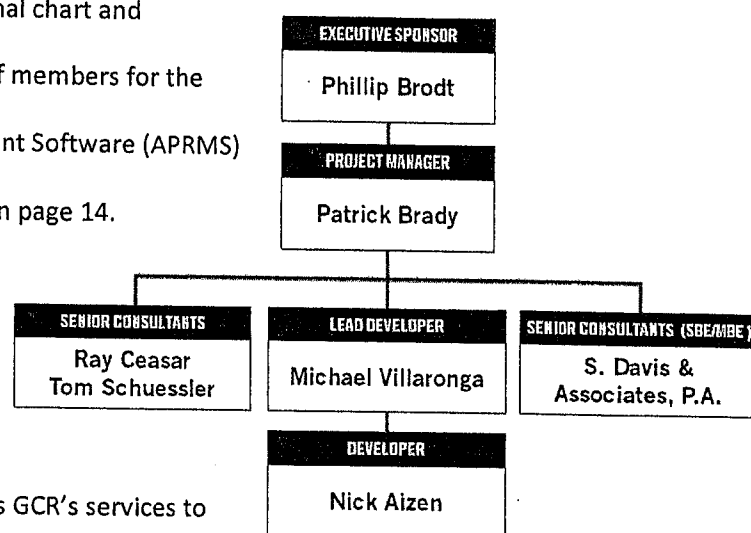 nal chart and
f members for the
nt Software (APRMS)
n page 14.
EXECUTIVE SPONSOR
Phillip Brodt
PROJECT MANAGER
Patrick Brady
SENIOR CONSULTANTS
Ray Ceasar
Tom Schuessler
LEAD DEVELOPER
Michael Villaronga
SENIOR CONSULTANTS (SBE/MBE)
S. Davis &
Associates, P.A.
DEVELOPER
Nick Aizen
s GCR's services to